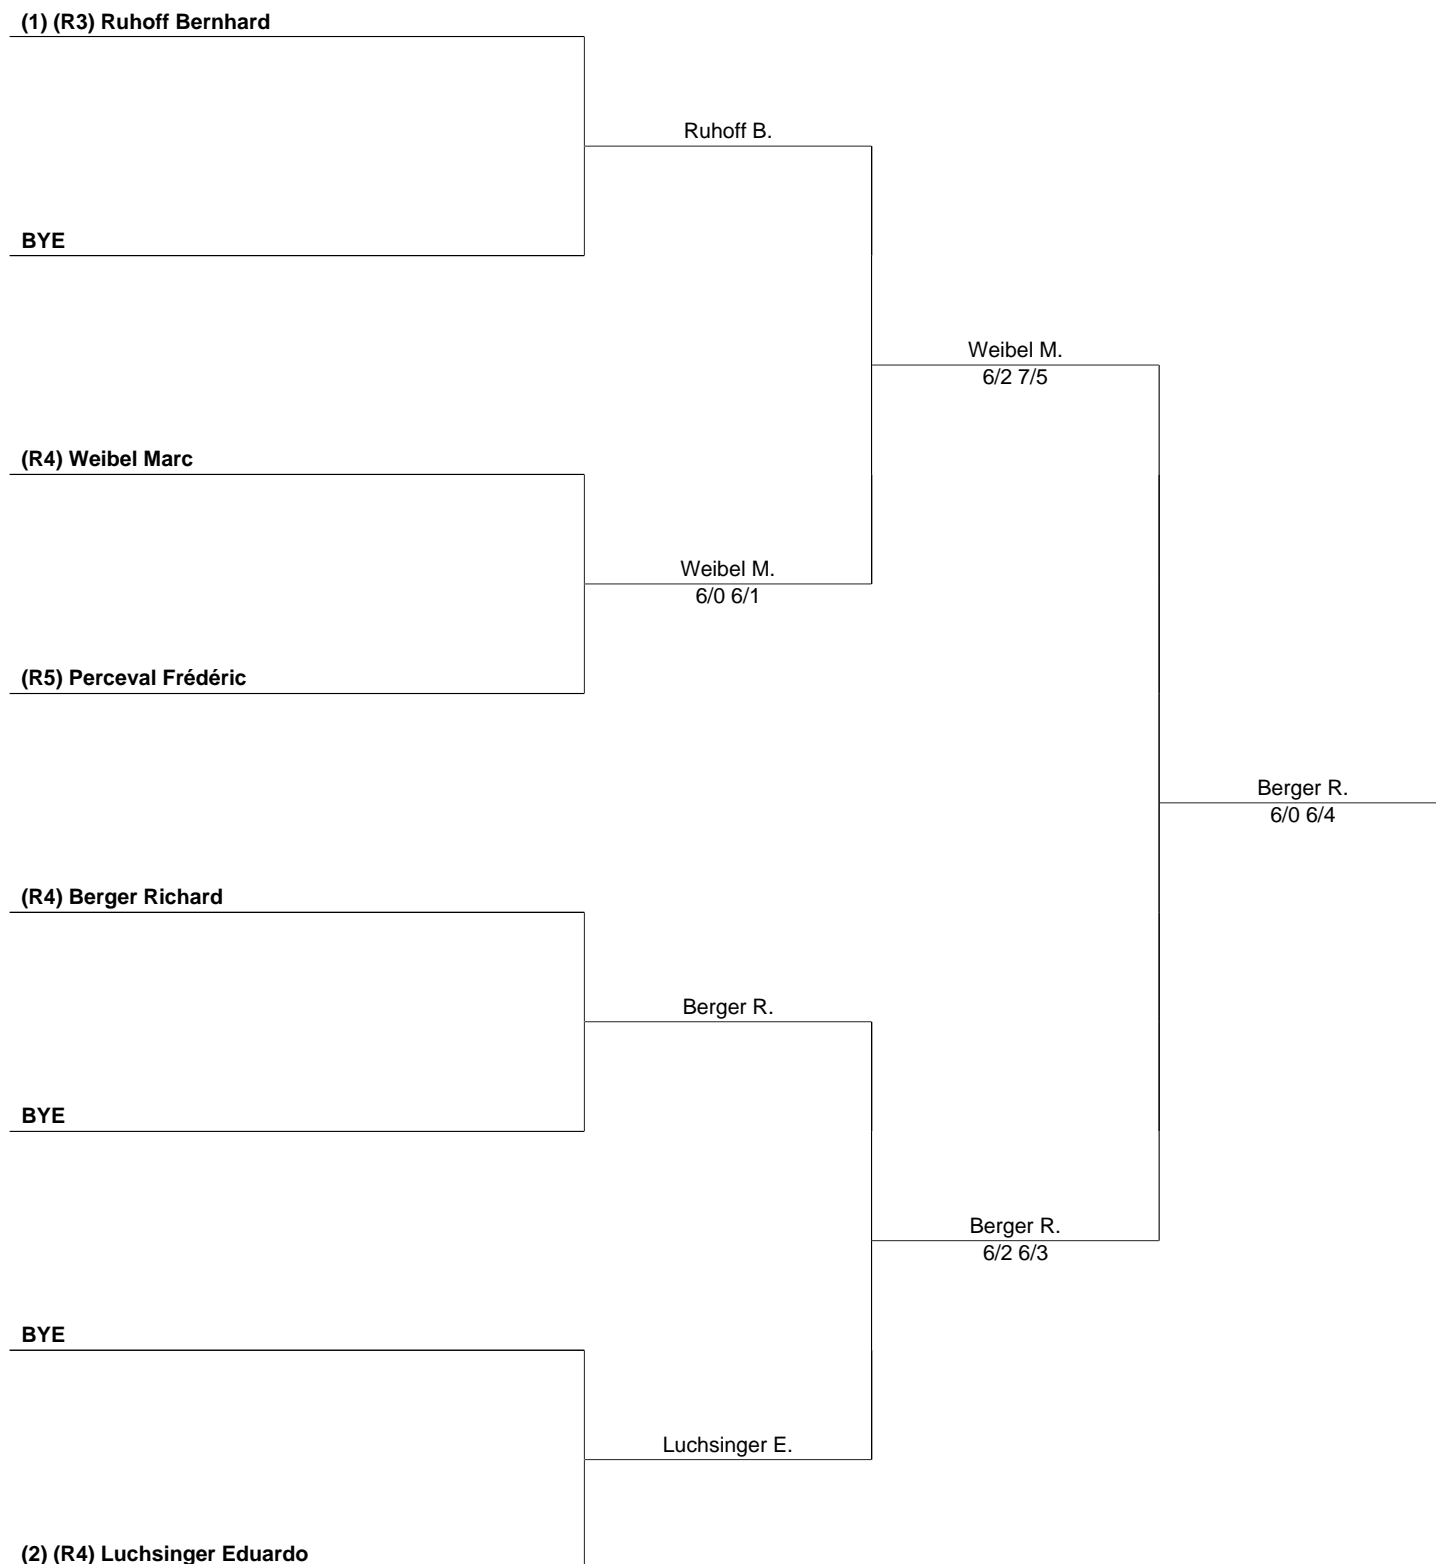 (1) (R3) Ruhoff Bernhard
Ruhoff B.
BYE
Weibel M.
6/2 7/5
(R4) Weibel Marc
Weibel M.
6/0 6/1
(R5) Perceval Frédéric
Berger R.
6/0 6/4
(R4) Berger Richard
Berger R.
BYE
Berger R.
6/2 6/3
BYE
Luchsinger E.
(2) (R4) Luchsinger Eduardo